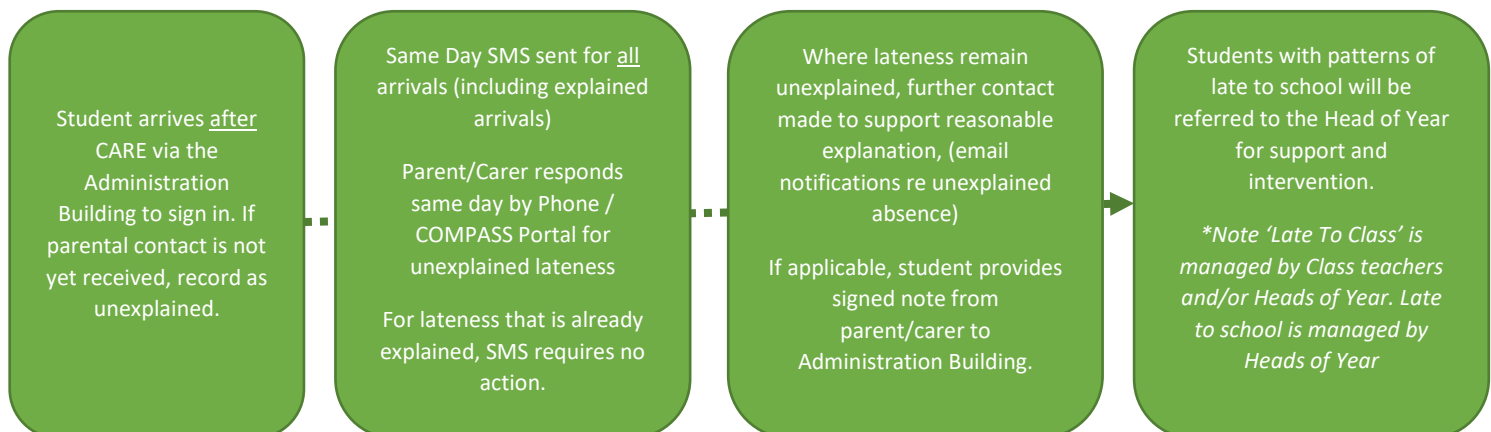 Student arrives after
CARE via the
Administration
Building to sign in. If
parental contact is not
yet received, record as
unexplained.
Same Day SMS sent for all
arrivals (including explained
arrivals)
Parent/Carer responds
same day by Phone /
COMPASS Portal for
unexplained lateness
For lateness that is already
explained, SMS requires no
action.
Where lateness remain
unexplained, further contact
made to support reasonable
explanation, (email
notifications re unexplained
absence)
If applicable, student provides
signed note from
parent/carer to
Administration Building.
Students with patterns of
late to school will be
referred to the Head of Year
for support and
intervention.
*Note ‘Late To Class’ is
managed by Class teachers
and/or Heads of Year. Late
to school is managed by
Heads of Year